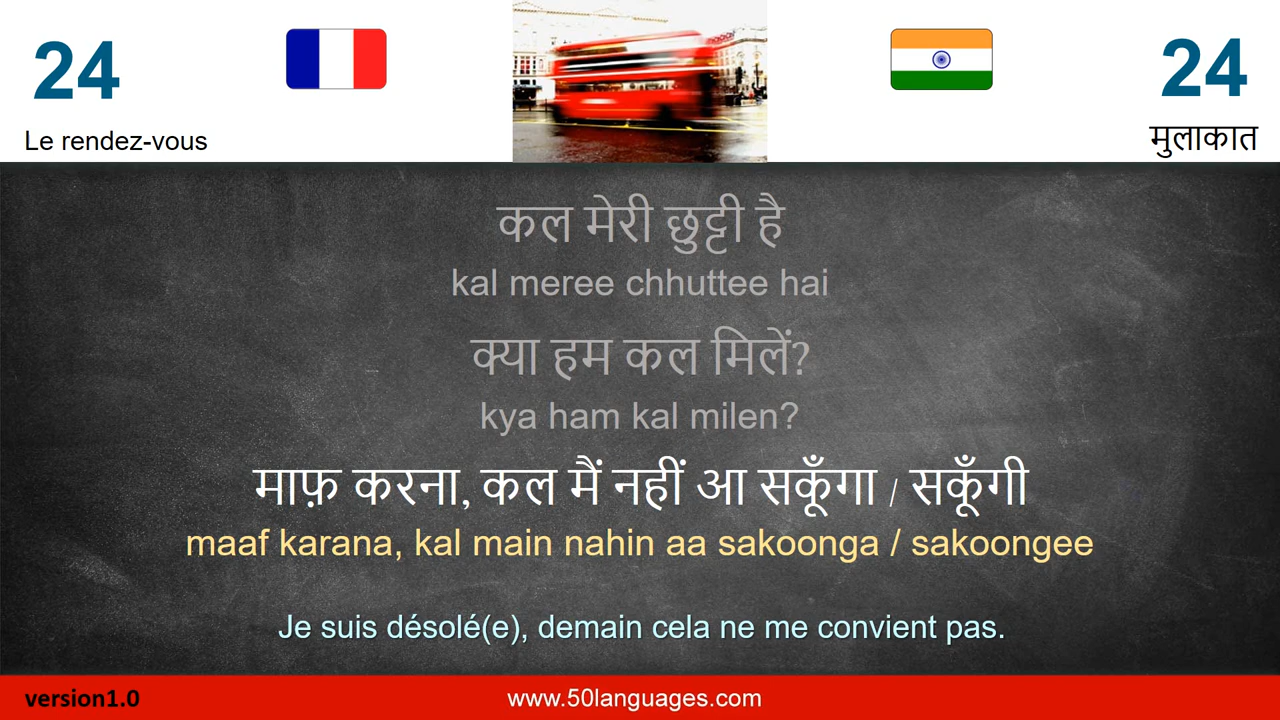 24
24
Le rendez-vous
मुलाकात
कल मेरी छुट्टी है
kal meree chhuttee hai
क्या हम कल मिलें?
kya ham kal milen?
माफ़ करना, कल मैं नहीं आ सकूँगा / सकूँगी
maaf karana, kal main nahin aa sakoonga / sakoongee
Je suis désolé(e), demain cela ne me convient pas.
version1.0
www.50languages.com